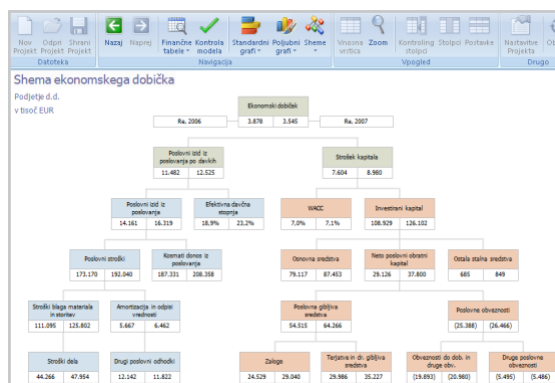 Nov Projekt
Odpri Projekt
Shrani Projekt
Nazaj
Naprej
Finančne tabele
Kontrola modela
Standardni grafi
Poljubni grafi
Sheme
Vnosna vrstica
Zoom
Kontroling stolpci
Stolpci
Postavke
Nastavitve Projekta
Datoteka
Navigacija
Vpogled
Drugo
Shema ekonomskega dobička
Podjetje d.d.
v tisoč EUR
Ekonomski dobiček
Ra, 2006
3.878
3.545
Ra, 2007
Poslovni izid iz
poslovanja po davkih
11.482
12.525
Strošek kapitala
7.604
8.980
Poslovni izid iz
poslovanja
14.161
16.319
Efektivna davčna
stopnja
18,9%
23,2%
WACC
7,0%
7,1%
Investirani kapital
108.929
126.102
Poslovni stroški
173.170
192.040
Kosmati donos iz
poslovanja
187.331
208.358
Osnovna sredstva
79.117
87.453
Neto poslovni obratni
kapital
29.126
37.800
Ostala stalna sredstva
685
849
Stroški blaga materiala
in storitev
111.095
125.802
Amortizacija in odpisi
vrednosti
5.667
6.462
Poslovna gibljiva
sredstva
54.515
64.266
Poslovne obveznosti
(25.388)
(26.466)
Stroški dela
44.266
47.954
Drugi poslovni odhodki
12.142
11.822
Zaloga
24.529
29.040
Terjatve in dr. gibljiva
sredstva
29.986
35.227
Obveznosti do dob. in
druge obv.
(19.893)
(20.980)
Druge poslovne
obveznosti
(5.495)
(5.486)